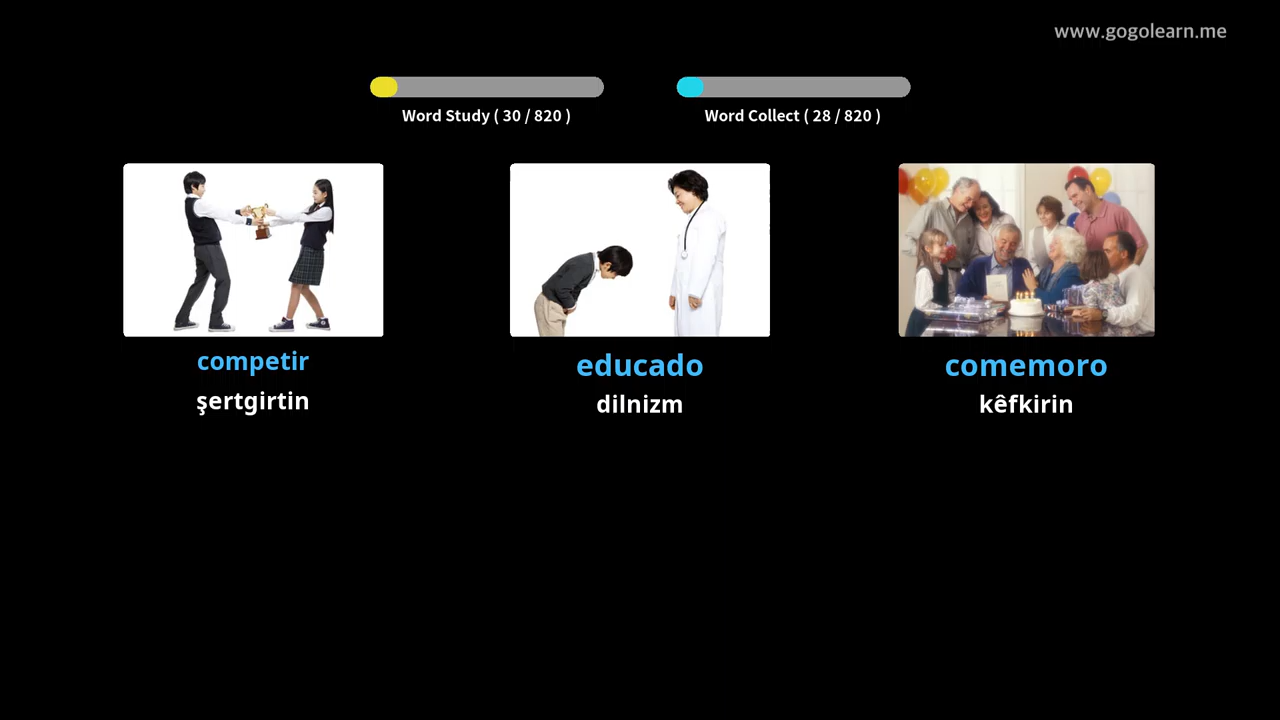 www.gogolearn.me
Word Study ( 30 / 820 )
Word Collect ( 28 / 820 )
competir
şertgirtin
educado
dilnizm
comemoro
kêfkirin